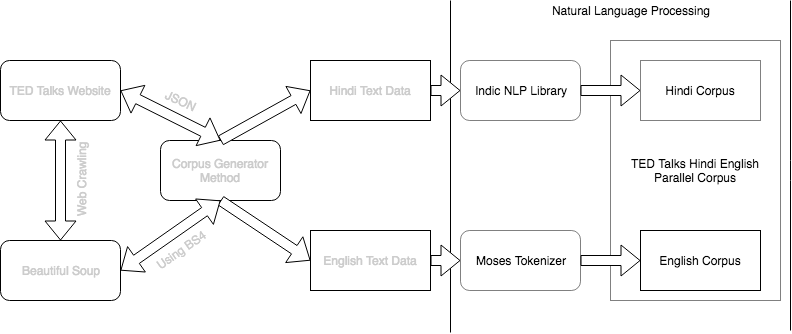 Natural Language Processing
TED Talks Website
JSON
Hindi Text Data
Indic NLP Library
Hindi Corpus
Web Crawling
Corpus Generator
Method
TED Talks Hindi English
Parallel Corpus
Beautiful Soup
Using BS4
English Text Data
Moses Tokenizer
English Corpus